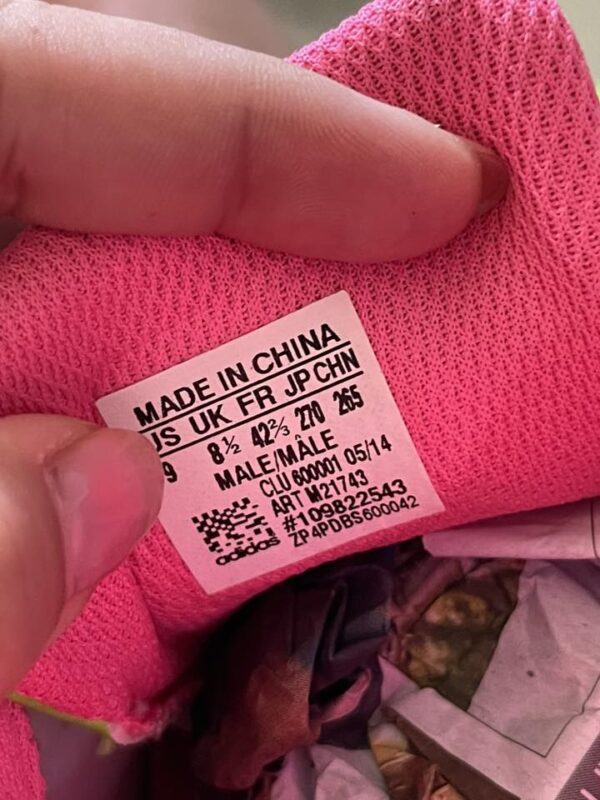 MADE IN CHINA
US UK FR JP CHN
9 8½ 42⅔ 270 265
MALE/MÂLE
CLU 600001 05/14
ART M21743
#109822543
ZP4PDBS600042
adidas